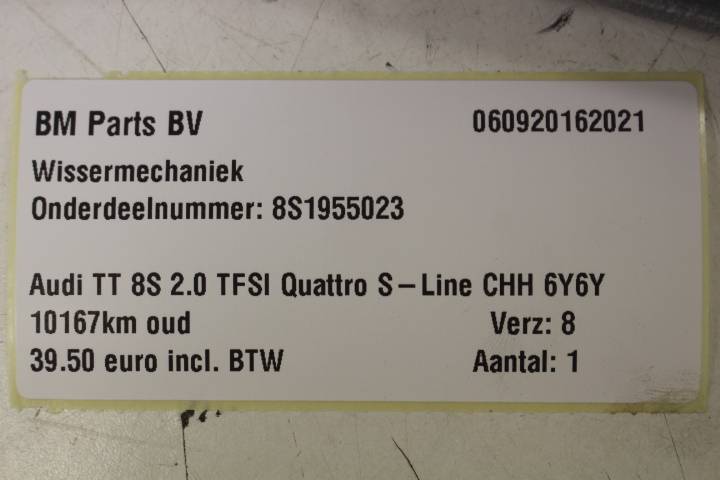 BM Parts BV 060920162021
Wissermechaniek
Onderdeelnummer: 8S1955023
Audi TT 8S 2.0 TFSI Quattro S-Line CHH 6Y6Y
10167km oud Verz: 8
39.50 euro incl. BTW Aantal: 1